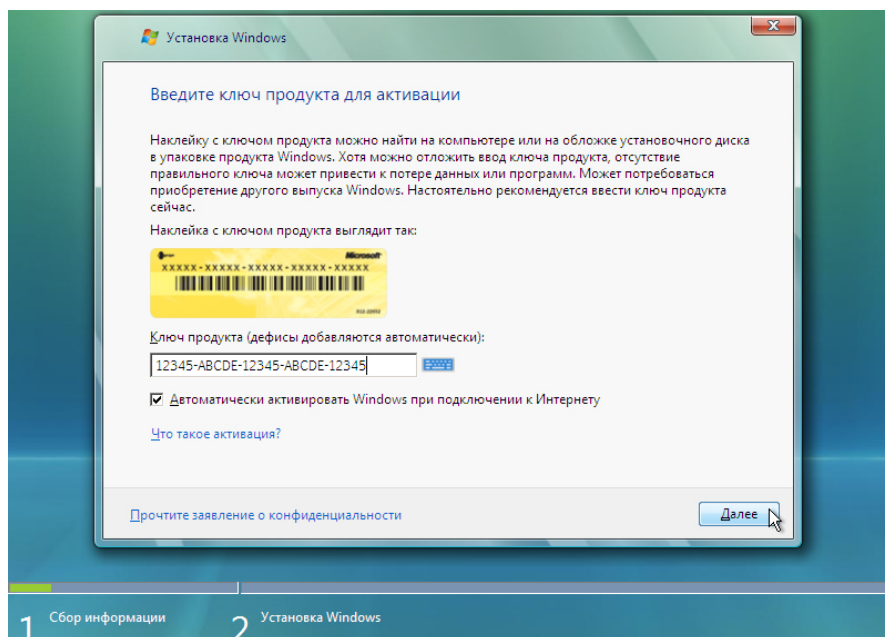 Установка Windows
Введите ключ продукта для активации
Наклейку с ключом продукта можно найти на компьютере или на обложке установочного диска
в упаковке продукта Windows. Хотя можно отложить ввод ключа продукта, отсутствие
правильного ключа может привести к потере данных или программ. Может потребоваться
приобретение другого выпуска Windows. Настоятельно рекомендуется ввести ключ продукта
сейчас.
Наклейка с ключом продукта выглядит так:
Microsoft
XXXXX-XXXXX-XXXXX-XXXXX-XXXXX
Ключ продукта (дефисы добавляются автоматически):
12345-ABCDE-12345-ABCDE-12345
Автоматически активировать Windows при подключении к Интернету
Что такое активация?
Прочтите заявление о конфиденциальности
Далее
1 Сбор информации
2 Установка Windows